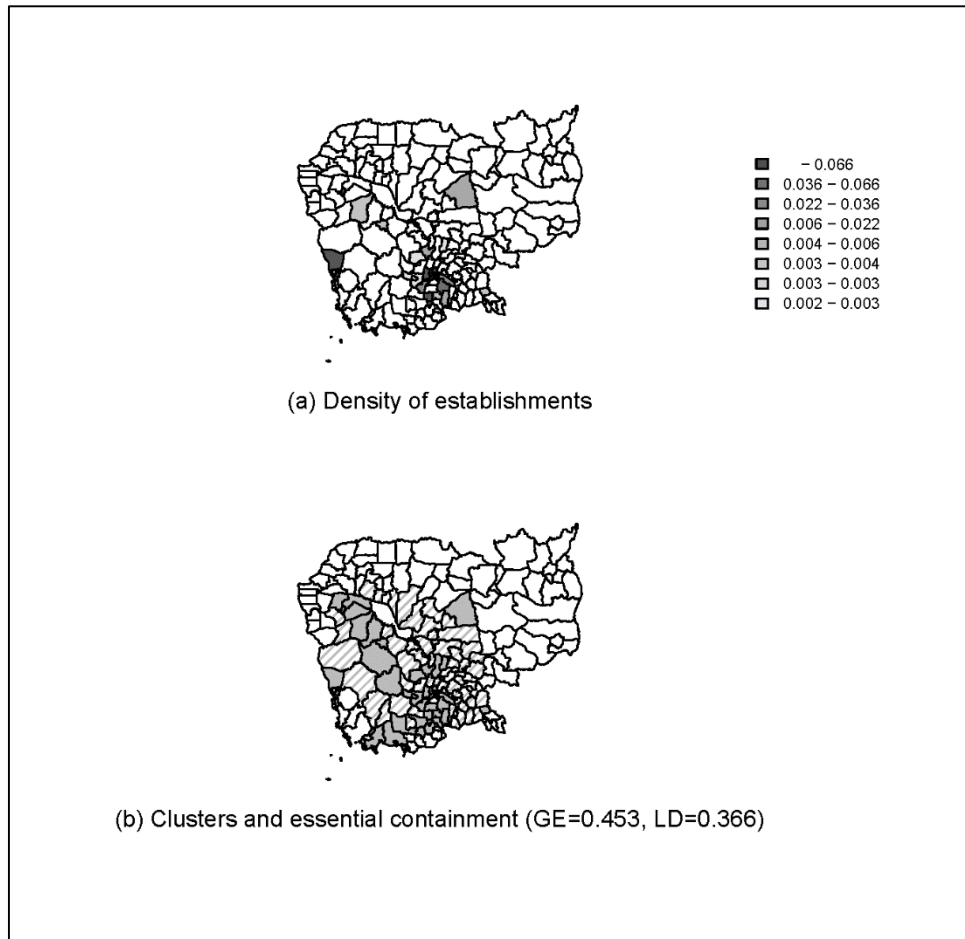 − 0.066
0.036 − 0.066
0.022 − 0.036
0.006 − 0.022
0.004 − 0.006
0.003 − 0.004
0.003 − 0.003
0.002 − 0.003
(a) Density of establishments
(b) Clusters and essential containment (GE=0.453, LD=0.366)